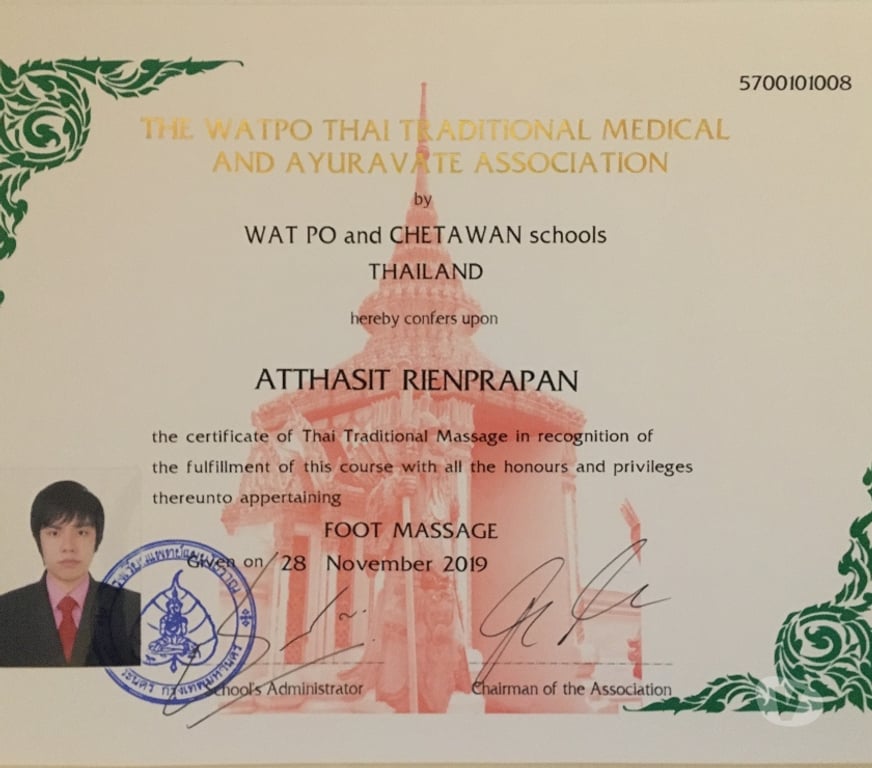 5700101008
THE WATPO THAI TRADITIONAL MEDICAL
AND AYURAVATE ASSOCIATION
by
WAT PO and CHETAWAN schools
THAILAND
hereby confers upon
ATTHASIT RIENPRAPAN
the certificate of Thai Traditional Massage in recognition of
the fulfillment of this course with all the honours and privileges
thereunto appertaining
FOOT MASSAGE
Given on 28 November 2019
School's Administrator
Chairman of the Association